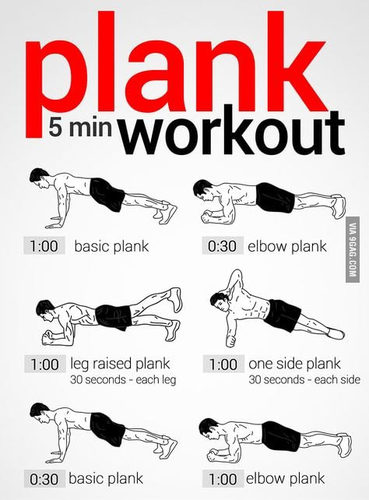 plank
5 min workout
1:00 basic plank
0:30 elbow plank
VIA 9GAG.COM
1:00 leg raised plank
30 seconds - each leg
1:00 one side plank
30 seconds - each side
0:30 basic plank
1:00 elbow plank